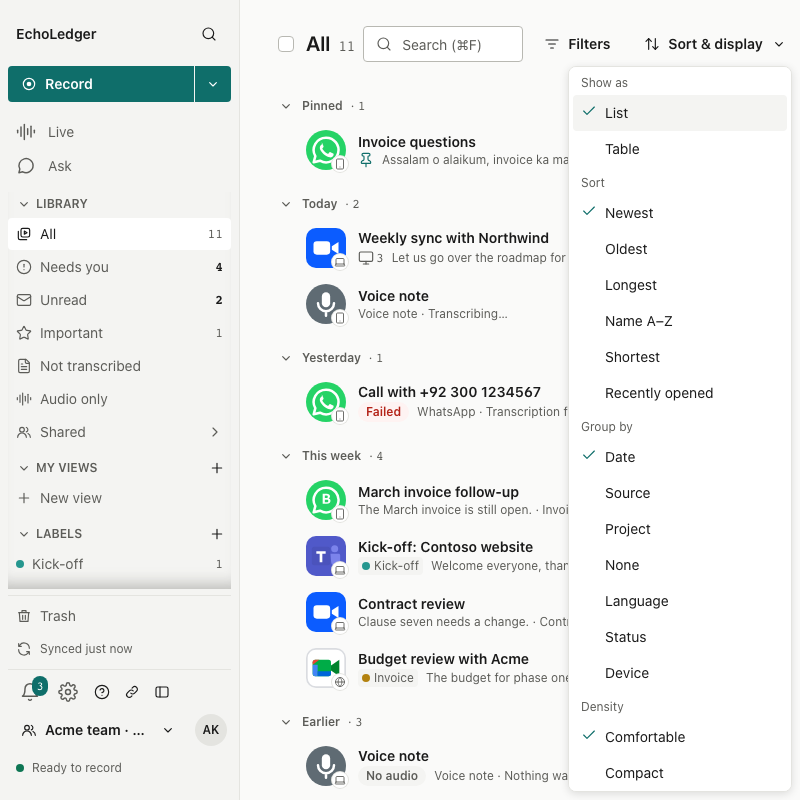 EchoLedger
Record
Live
Ask
LIBRARY
All 11
Needs you 4
Unread 2
Important 1
Not transcribed
Audio only
Shared
MY VIEWS
New view
LABELS
Kick-off 1
Trash
Synced just now
3
Acme team · ... AK
Ready to record
All 11
Search (⌘F)
Filters
Sort & display
Pinned · 1
Invoice questions
Assalam o alaikum, invoice ka ma
Today · 2
Weekly sync with Northwind
3 Let us go over the roadmap for
Voice note
Voice note · Transcribing...
Yesterday · 1
Call with +92 300 1234567
Failed WhatsApp · Transcription f
This week · 4
B
March invoice follow-up
The March invoice is still open. · Invoi
T
Kick-off: Contoso website
Kick-off Welcome everyone, than
Contract review
Clause seven needs a change. · Contr
Budget review with Acme
Invoice The budget for phase one
Earlier · 3
Voice note
No audio Voice note · Nothing wa
Show as
List
Table
Sort
Newest
Oldest
Longest
Name A–Z
Shortest
Recently opened
Group by
Date
Source
Project
None
Language
Status
Device
Density
Comfortable
Compact